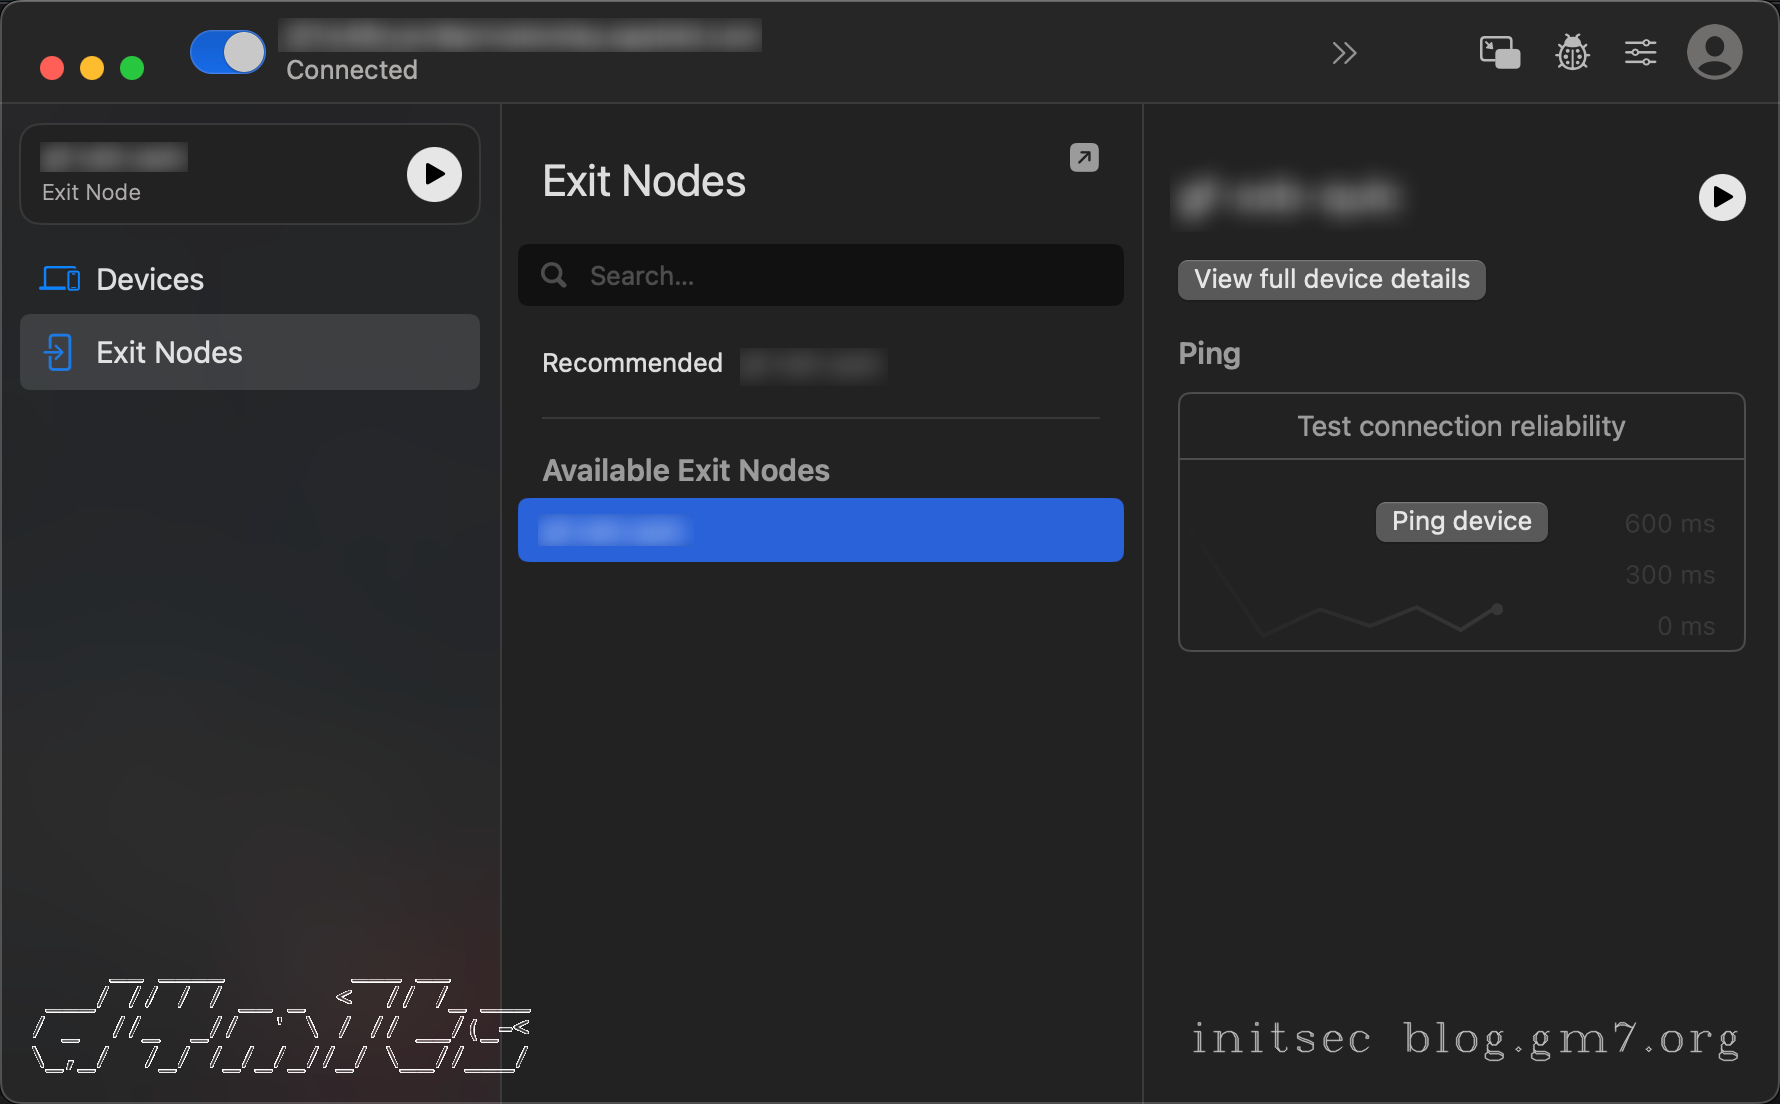 Connected
Exit Node
Devices
Exit Nodes
Exit Nodes
Search...
Recommended
Available Exit Nodes
View full device details
Ping
Test connection reliability
Ping device
600 ms
300 ms
0 ms
initsec blog.gm7.org